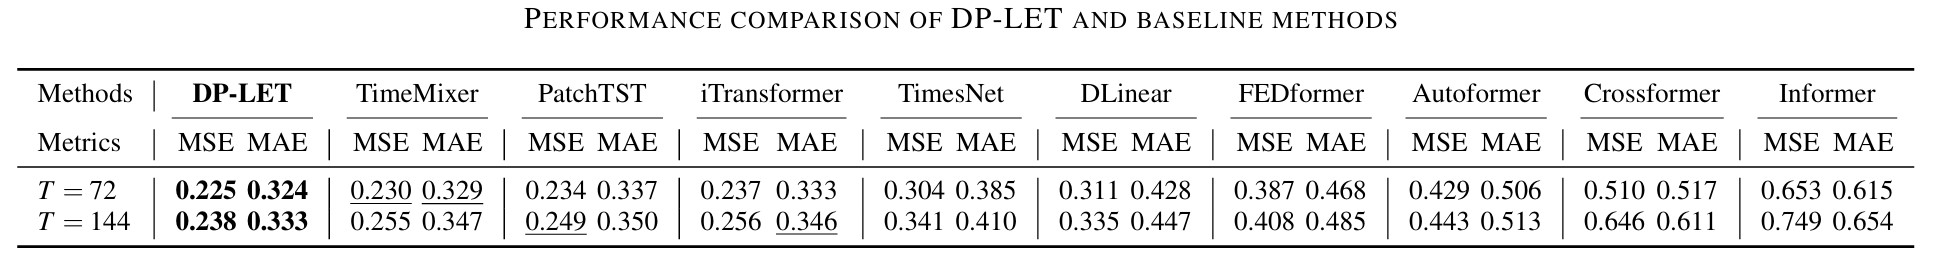 PERFORMANCE COMPARISON OF DP-LET AND BASELINE METHODS
Methods DP-LET TimeMixer PatchTST iTransformer TimesNet DLinear FEDformer Autoformer Crossformer Informer
Metrics MSE MAE MSE MAE MSE MAE MSE MAE MSE MAE MSE MAE MSE MAE MSE MAE MSE MAE MSE MAE
T = 72 0.225 0.324 0.230 0.329 0.234 0.337 0.237 0.333 0.304 0.385 0.311 0.428 0.387 0.468 0.429 0.506 0.510 0.517 0.653 0.615
T = 144 0.238 0.333 0.255 0.347 0.249 0.350 0.256 0.346 0.341 0.410 0.335 0.447 0.408 0.485 0.443 0.513 0.646 0.611 0.749 0.654